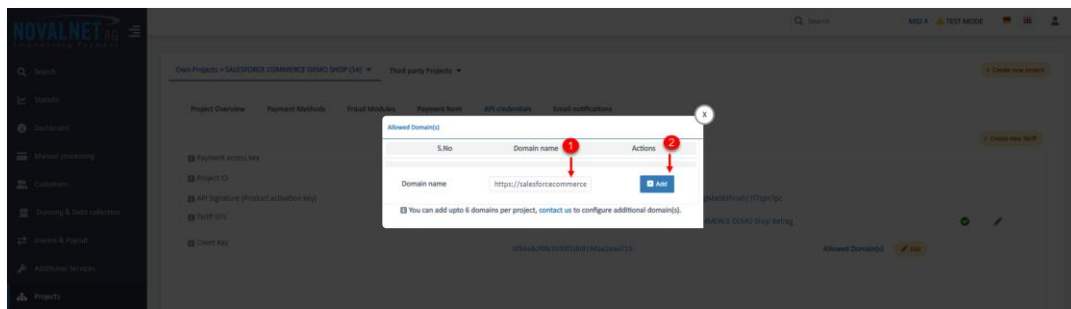 NOVALNET AG
Search
MID 4 TEST MODE
Search
Statistic
Dashboard
Manual processing
Customers
Dunning & Debt collection
Invoice & Payout
Additional Services
Projects
Own Projects > SALESFORCE COMMERCE DEMO SHOP (14)
Third party Projects
Create new project
Project Overview
Payment Methods
Fraud Modules
Payment form
API credentials
Email notifications
Create new Tariff
Payment access key
Project ID
API Signature (Product activation key)
Tariff ID's
Client Key
Allowed Domain(s)
Edit
X
Allowed Domain(s)
S.No
Domain name
Actions
1
2
Domain name
https://salesforcecommerce
Add
You can add upto 6 domains per project, contact us to configure additional domain(s).